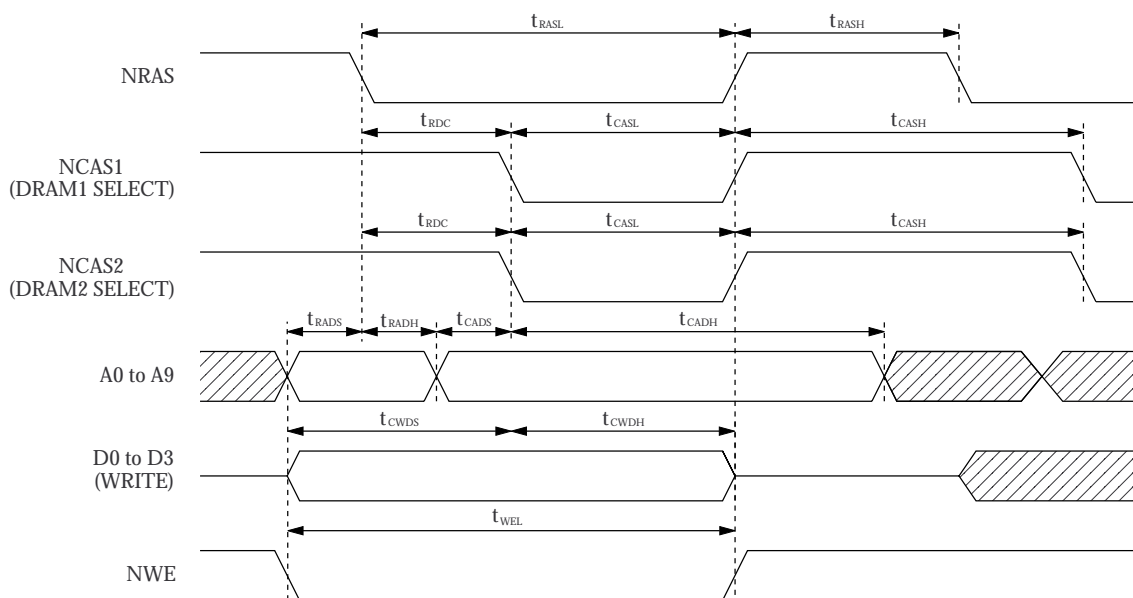 tRASL tRASH
NRAS
tRDC tCASL tCASH
NCAS1
(DRAM1 SELECT)
tRDC tCASL tCASH
NCAS2
(DRAM2 SELECT)
tRADS tRADH tCADS tCADH
A0 to A9
tCWDS tCWDH
D0 to D3
(WRITE)
tWEL
NWE